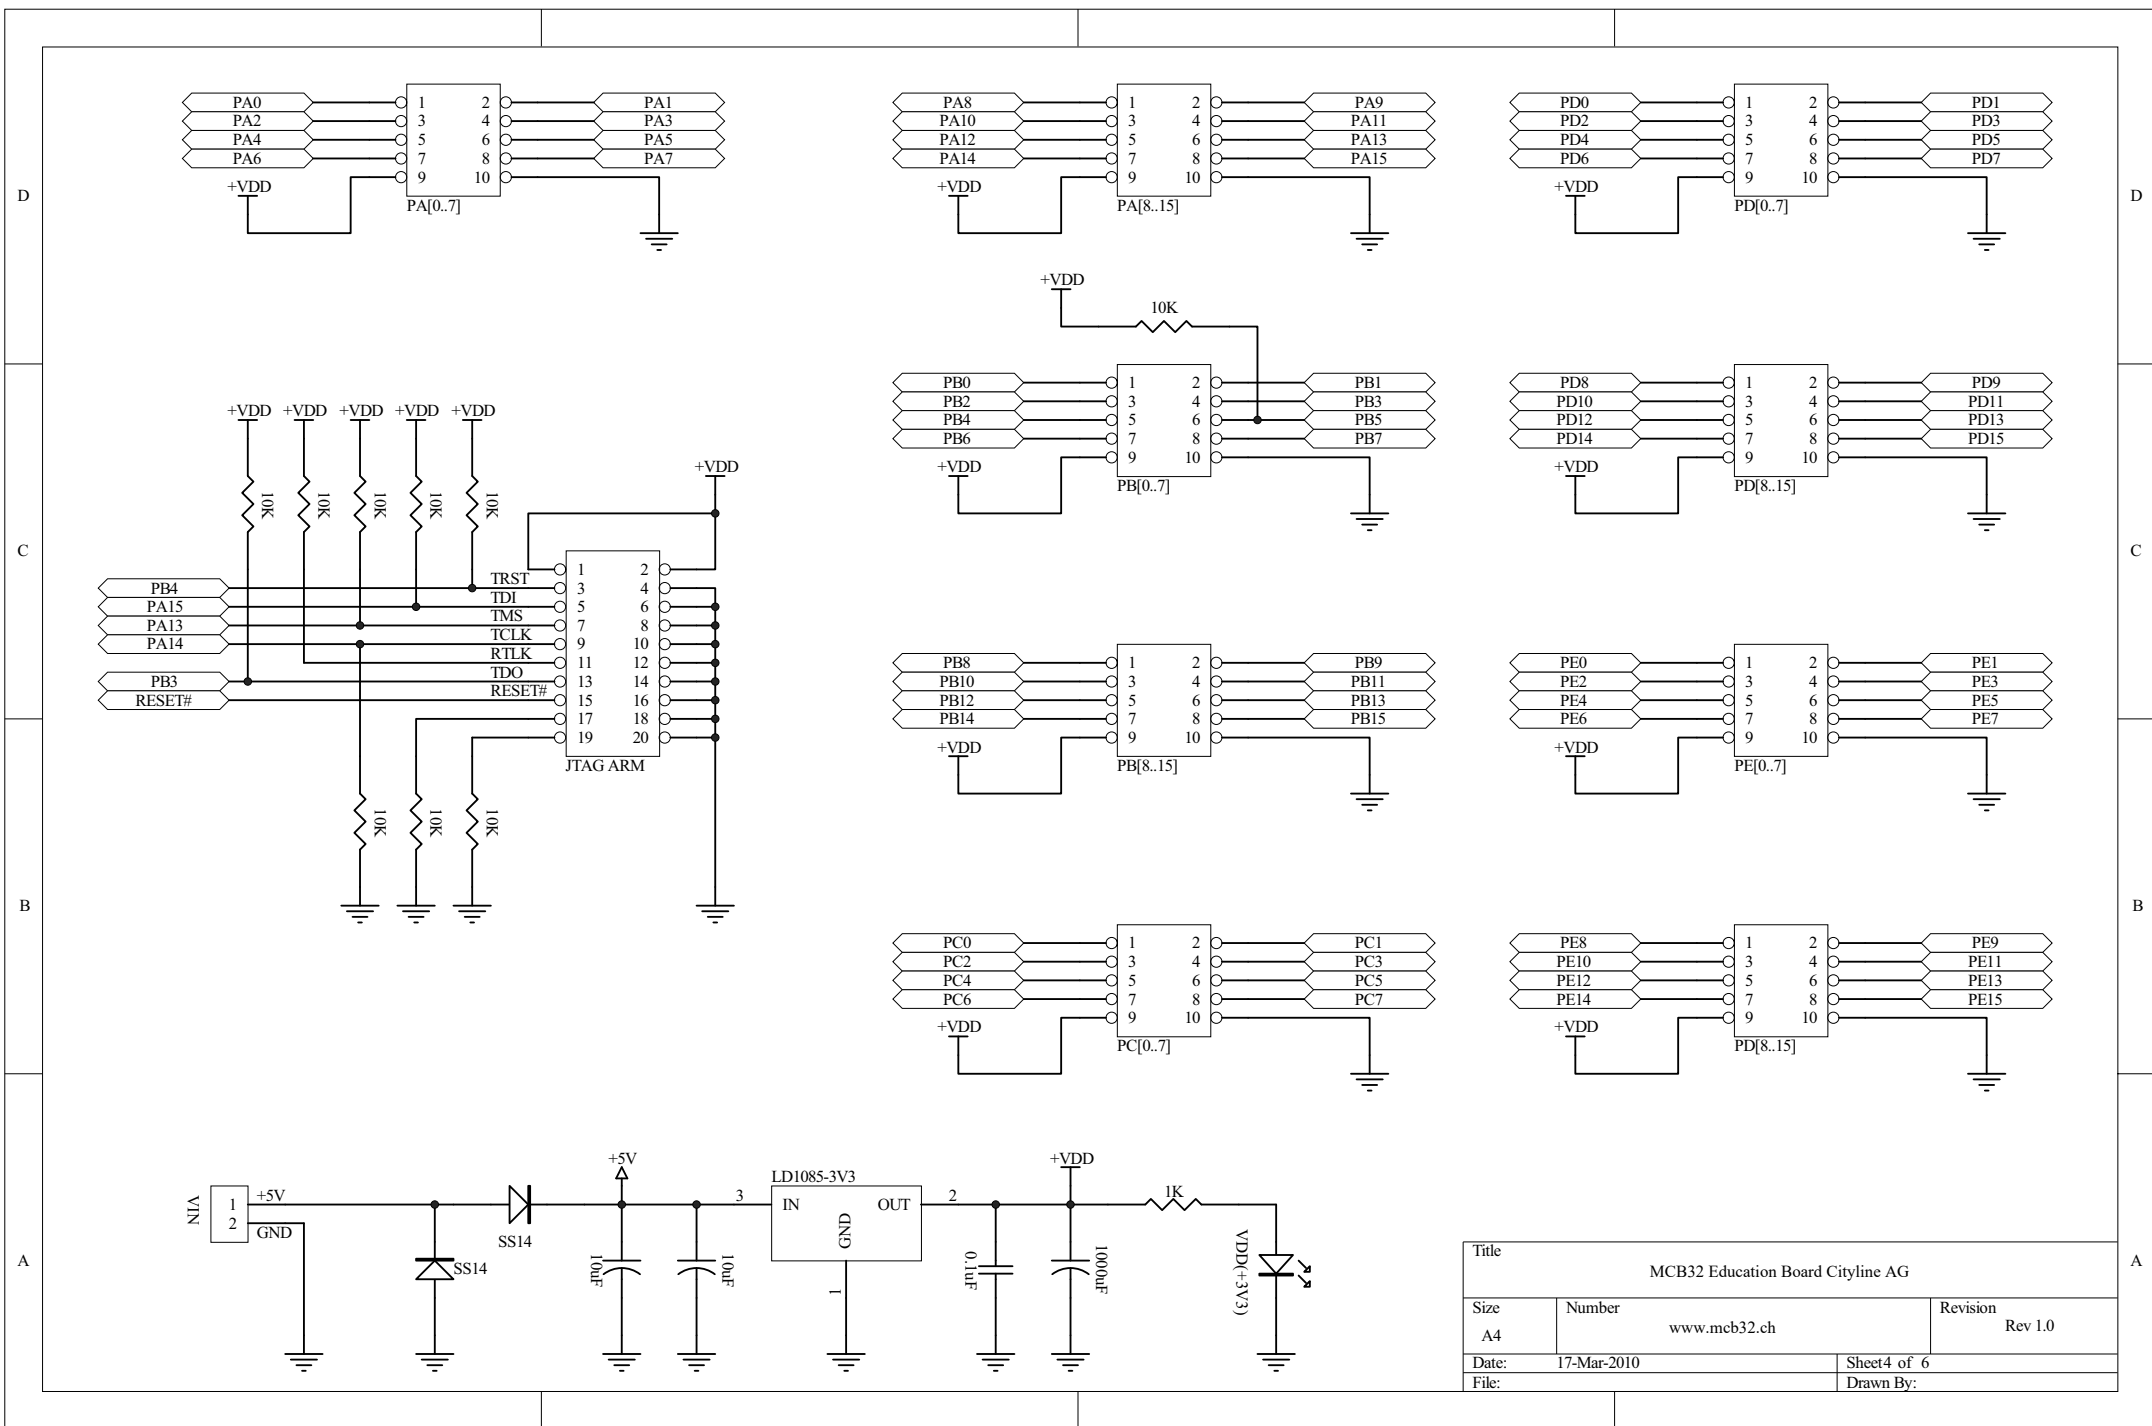 PA0 1 2 PA1
PA2 3 4 PA3
PA4 5 6 PA5
PA6 7 8 PA7
+VDD 9 10
PA[0..7]
PA8 1 2 PA9
PA10 3 4 PA11
PA12 5 6 PA13
PA14 7 8 PA15
+VDD 9 10
PA[8..15]
PD0 1 2 PD1
PD2 3 4 PD3
PD4 5 6 PD5
PD6 7 8 PD7
+VDD 9 10
PD[0..7]
D D
+VDD
10K
PB0 1 2 PB1
PB2 3 4 PB3
PB4 5 6 PB5
PB6 7 8 PB7
+VDD 9 10
PB[0..7]
PD8 1 2 PD9
PD10 3 4 PD11
PD12 5 6 PD13
PD14 7 8 PD15
+VDD 9 10
PD[8..15]
+VDD +VDD +VDD +VDD +VDD
+VDD
10K 10K 10K 10K 10K
C C
1 2
PB4 TRST 3 4
PA15 TDI 5 6
PA13 TMS 7 8
PA14 TCLK 9 10
RTLK 11 12
PB3 TDO 13 14
RESET# RESET# 15 16
17 18
19 20
JTAG ARM
10K 10K 10K
PB8 1 2 PB9
PB10 3 4 PB11
PB12 5 6 PB13
PB14 7 8 PB15
+VDD 9 10
PB[8..15]
PE0 1 2 PE1
PE2 3 4 PE3
PE4 5 6 PE5
PE6 7 8 PE7
+VDD 9 10
PE[0..7]
B B
PC0 1 2 PC1
PC2 3 4 PC3
PC4 5 6 PC5
PC6 7 8 PC7
+VDD 9 10
PC[0..7]
PE8 1 2 PE9
PE10 3 4 PE11
PE12 5 6 PE13
PE14 7 8 PE15
+VDD 9 10
PD[8..15]
A A
VIN
1 +5V
2 GND
SS14
SS14
+5V
10uF
10uF
LD1085-3V3
3 IN OUT 2
GND
1
+VDD
0.1uF
1000uF
1K
VDD(+3V3)
Title
MCB32 Education Board Cityline AG
Size Number Revision
A4 www.mcb32.ch Rev 1.0
Date: 17-Mar-2010 Sheet4 of 6
File: Drawn By: